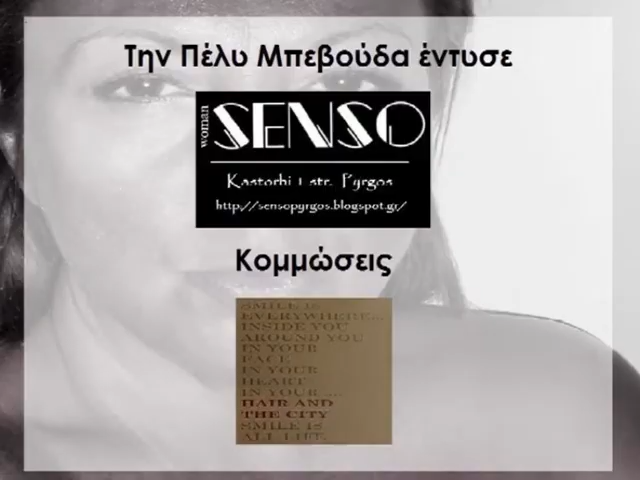 Την Πέλυ Μπεβούδα έντυσε
woman
SENSO
Kastorhi 1 str. Pyrgos
http://sensopyrgos.blogspot.gr/
Κομμώσεις
SMILE IS
EVERYWHERE...
INSIDE YOU
AROUND YOU
IN YOUR
FACE
IN YOUR
HEART
IN YOUR ....
HAIR AND
THE CITY
SMILE IS
ALL LIFE